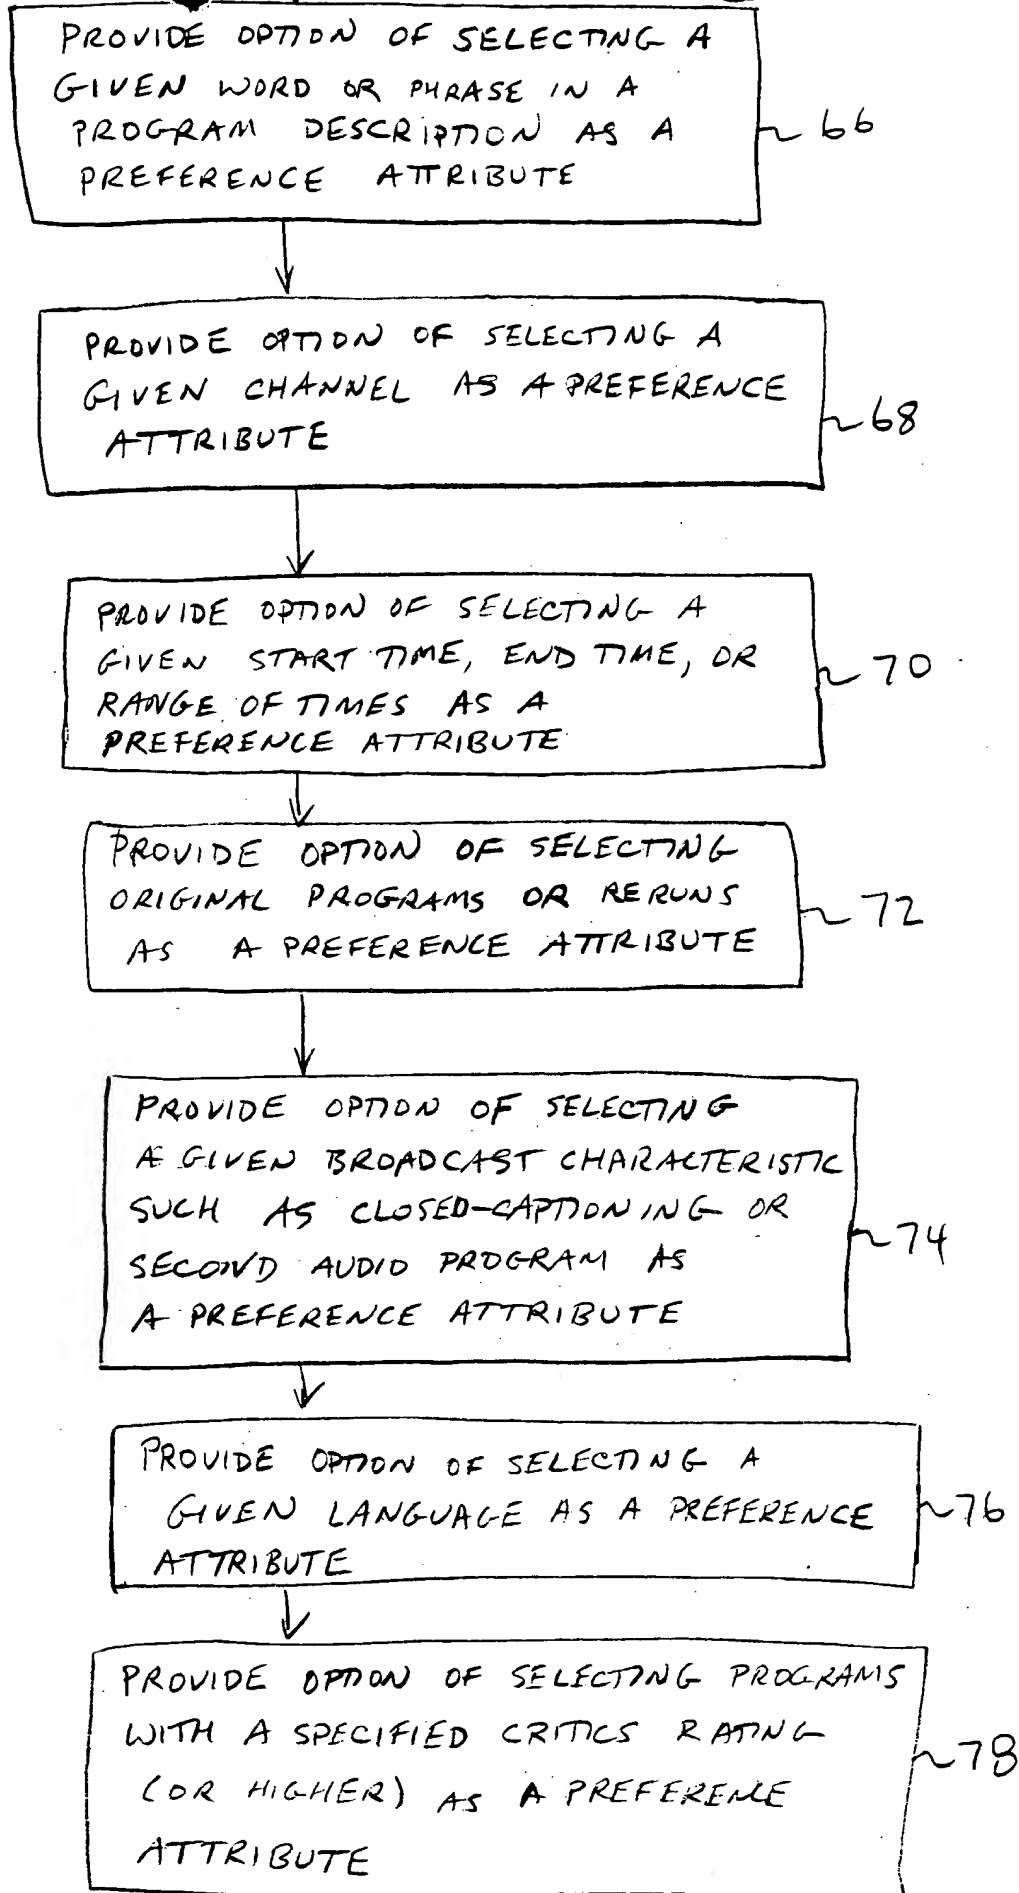 PROVIDE OPTION OF SELECTING A
GIVEN WORD OR PHRASE IN A
PROGRAM DESCRIPTION AS A
PREFERENCE ATTRIBUTE
66
PROVIDE OPTION OF SELECTING A
GIVEN CHANNEL AS A PREFERENCE
ATTRIBUTE
68
PROVIDE OPTION OF SELECTING A
GIVEN START TIME, END TIME, OR
RANGE OF TIMES AS A
PREFERENCE ATTRIBUTE
70
PROVIDE OPTION OF SELECTING
ORIGINAL PROGRAMS OR RERUNS
AS A PREFERENCE ATTRIBUTE
72
PROVIDE OPTION OF SELECTING
A GIVEN BROADCAST CHARACTERISTIC
SUCH AS CLOSED-CAPTIONING OR
SECOND AUDIO PROGRAM AS
A PREFERENCE ATTRIBUTE
74
PROVIDE OPTION OF SELECTING A
GIVEN LANGUAGE AS A PREFERENCE
ATTRIBUTE
76
PROVIDE OPTION OF SELECTING PROGRAMS
WITH A SPECIFIED CRITICS RATING
(OR HIGHER) AS A PREFERENCE
ATTRIBUTE
78